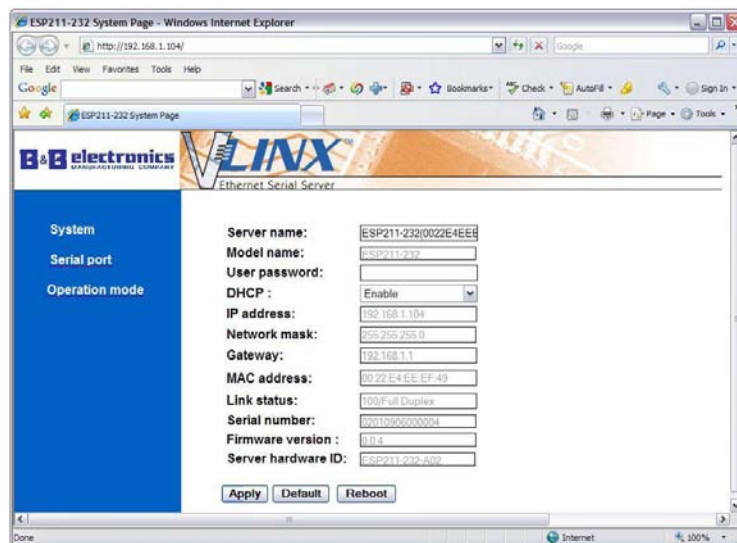 ESP211-232 System Page - Windows Internet Explorer
http://192.168.1.104/
Google
File Edit View Favorites Tools Help
Google Search Bookmarks Check AutoFill Sign In
ESP211-232 System Page Page Tools
B&B electronics
MANUFACTURING COMPANY
VLINX
Ethernet Serial Server
System
Serial port
Operation mode
Server name: ESP211-232(0022E4EEE
Model name: ESP211-232
User password:
DHCP : Enable
IP address: 192.168.1.104
Network mask: 255.255.255.0
Gateway: 192.168.1.1
MAC address: 00:22:E4:EE:EF:49
Link status: 100/Full Duplex
Serial number: 02010906000004
Firmware version : 0.0.4
Server hardware ID: ESP211-232-A02
Apply Default Reboot
Done Internet 100%